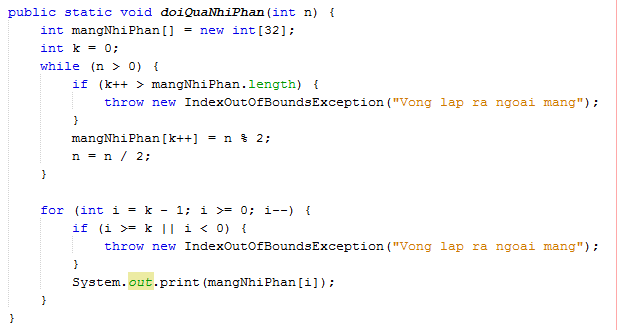 public static void doiQuaNhiPhan(int n) {
    int mangNhiPhan[] = new int[32];
    int k = 0;
    while (n > 0) {
        if (k++ > mangNhiPhan.length) {
            throw new IndexOutOfBoundsException("Vong lap ra ngoai mang");
        }
        mangNhiPhan[k++] = n % 2;
        n = n / 2;
    }

    for (int i = k - 1; i >= 0; i--) {
        if (i >= k || i < 0) {
            throw new IndexOutOfBoundsException("Vong lap ra ngoai mang");
        }
        System.out.print(mangNhiPhan[i]);
    }
}